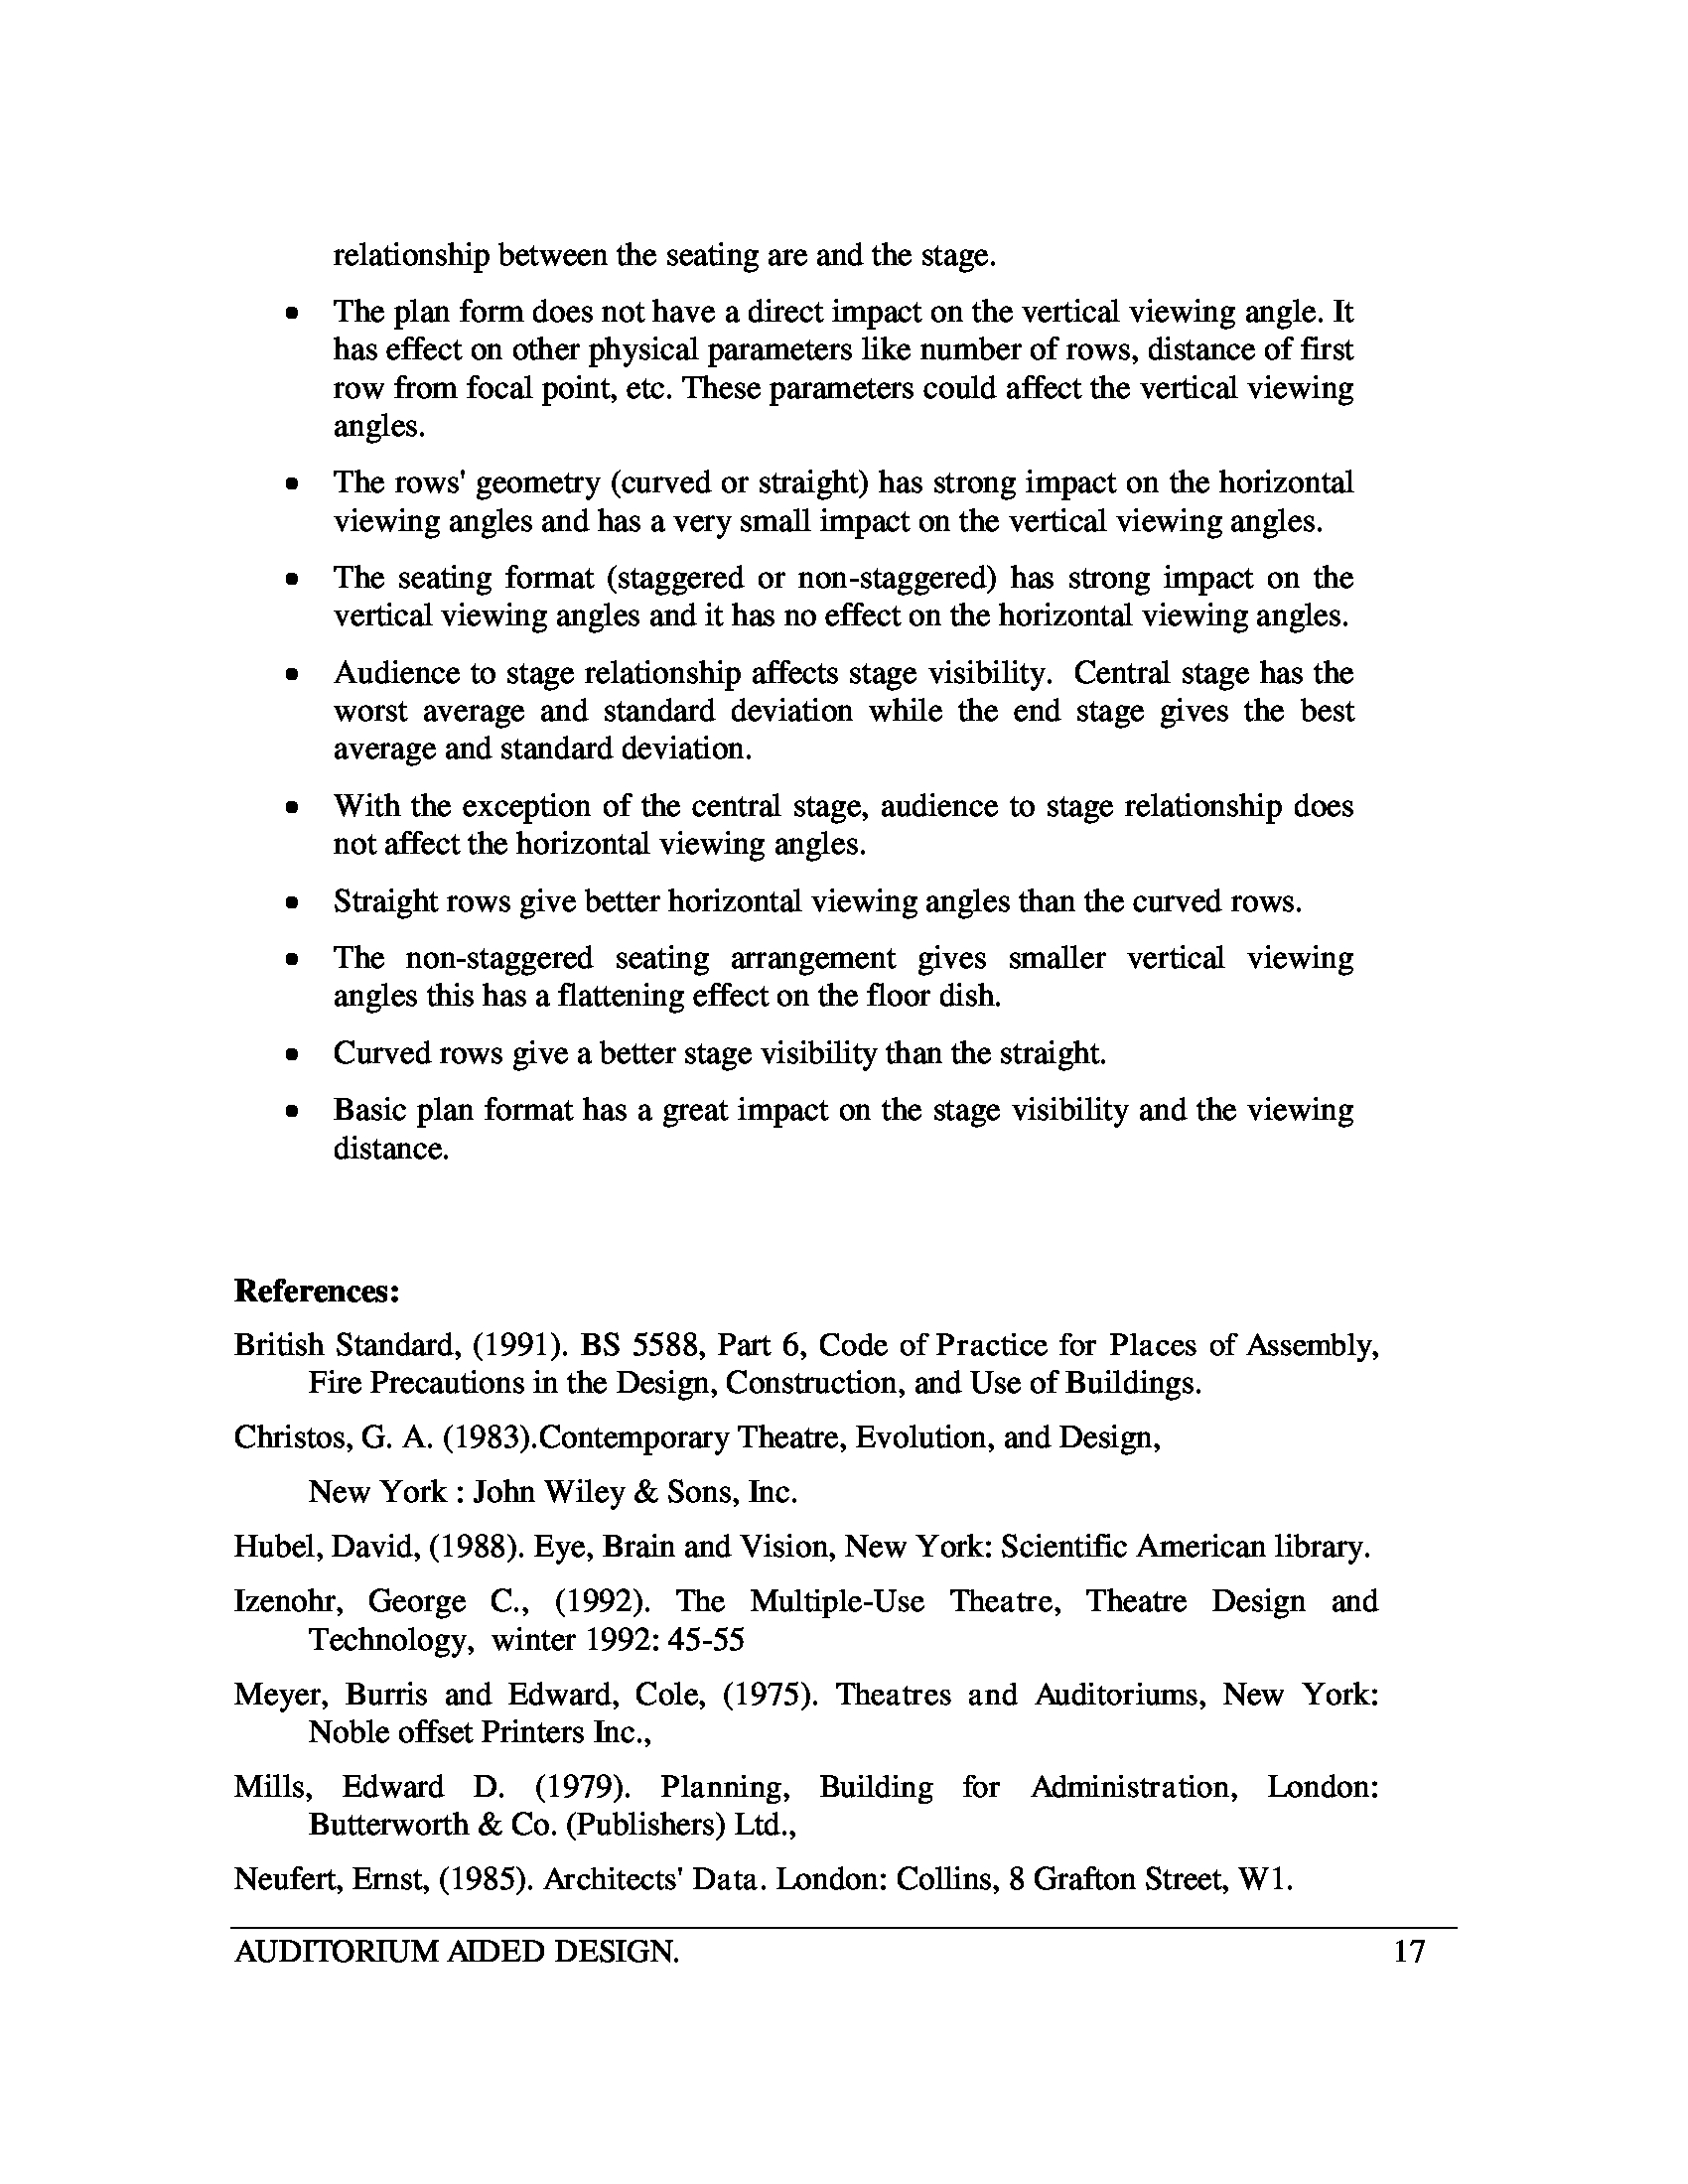 relationship between the seating are and the stage.
• The plan form does not have a direct impact on the vertical viewing angle. It
has effect on other physical parameters like number of rows, distance of first
row from focal point, etc. These parameters could affect the vertical viewing
angles.
• The rows' geometry (curved or straight) has strong impact on the horizontal
viewing angles and has a very small impact on the vertical viewing angles.
• The seating format (staggered or non-staggered) has strong impact on the
vertical viewing angles and it has no effect on the horizontal viewing angles.
• Audience to stage relationship affects stage visibility. Central stage has the
worst average and standard deviation while the end stage gives the best
average and standard deviation.
• With the exception of the central stage, audience to stage relationship does
not affect the horizontal viewing angles.
• Straight rows give better horizontal viewing angles than the curved rows.
• The non-staggered seating arrangement gives smaller vertical viewing
angles this has a flattening effect on the floor dish.
• Curved rows give a better stage visibility than the straight.
• Basic plan format has a great impact on the stage visibility and the viewing
distance.
References:
British Standard, (1991). BS 5588, Part 6, Code of Practice for Places of Assembly,
Fire Precautions in the Design, Construction, and Use of Buildings.
Christos, G. A. (1983).Contemporary Theatre, Evolution, and Design,
New York : John Wiley & Sons, Inc.
Hubel, David, (1988). Eye, Brain and Vision, New York: Scientific American library.
Izenohr, George C., (1992). The Multiple-Use Theatre, Theatre Design and
Technology, winter 1992: 45-55
Meyer, Burris and Edward, Cole, (1975). Theatres and Auditoriums, New York:
Noble offset Printers Inc.,
Mills, Edward D. (1979). Planning, Building for Administration, London:
Butterworth & Co. (Publishers) Ltd.,
Neufert, Ernst, (1985). Architects' Data. London: Collins, 8 Grafton Street, W1.
AUDITORIUM AIDED DESIGN. 17